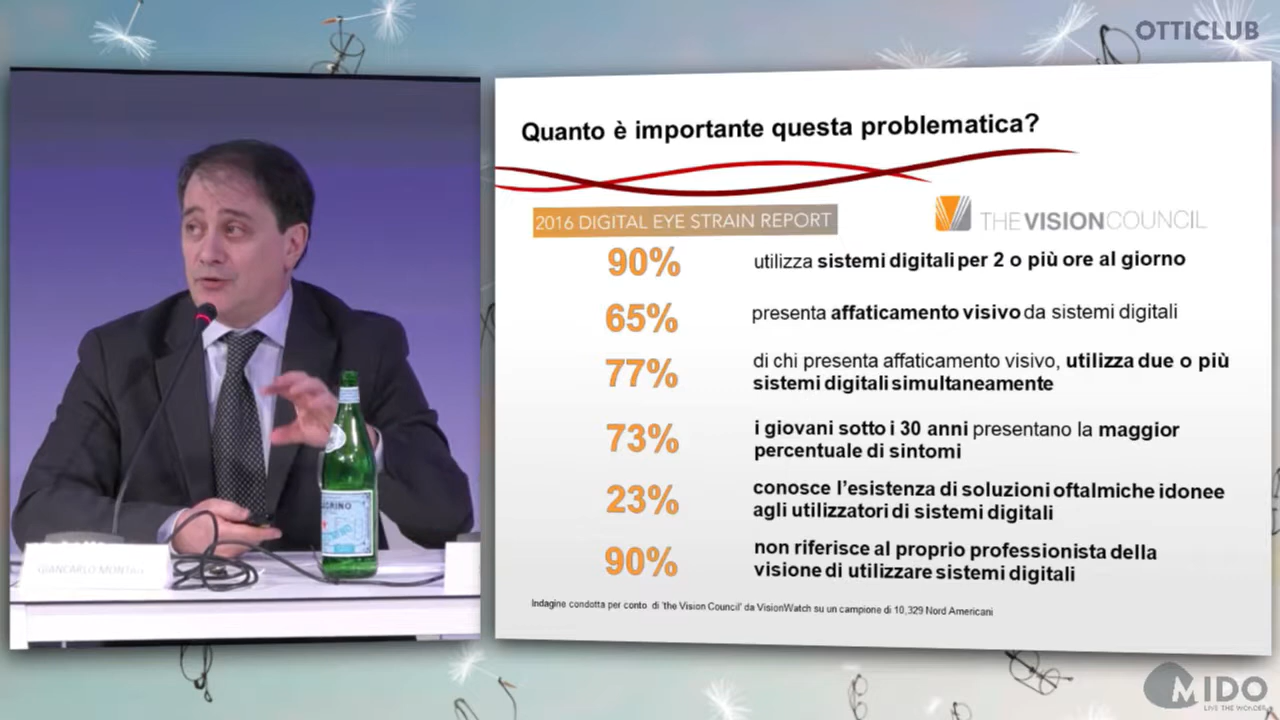 OTTICLUB
Quanto è importante questa problematica?
2016 DIGITAL EYE STRAIN REPORT
THE VISION COUNCIL
90%
utilizza sistemi digitali per 2 o più ore al giorno
65%
presenta affaticamento visivo da sistemi digitali
77%
di chi presenta affaticamento visivo, utilizza due o più
sistemi digitali simultaneamente
73%
i giovani sotto i 30 anni presentano la maggior
percentuale di sintomi
23%
conosce l'esistenza di soluzioni oftalmiche idonee
agli utilizzatori di sistemi digitali
90%
non riferisce al proprio professionista della
visione di utilizzare sistemi digitali
Indagine condotta per conto di 'the Vision Council' da VisionWatch su un campione di 10,329 Nord Americani
GIANCARLO
MIDO
LIVE THE WONDER